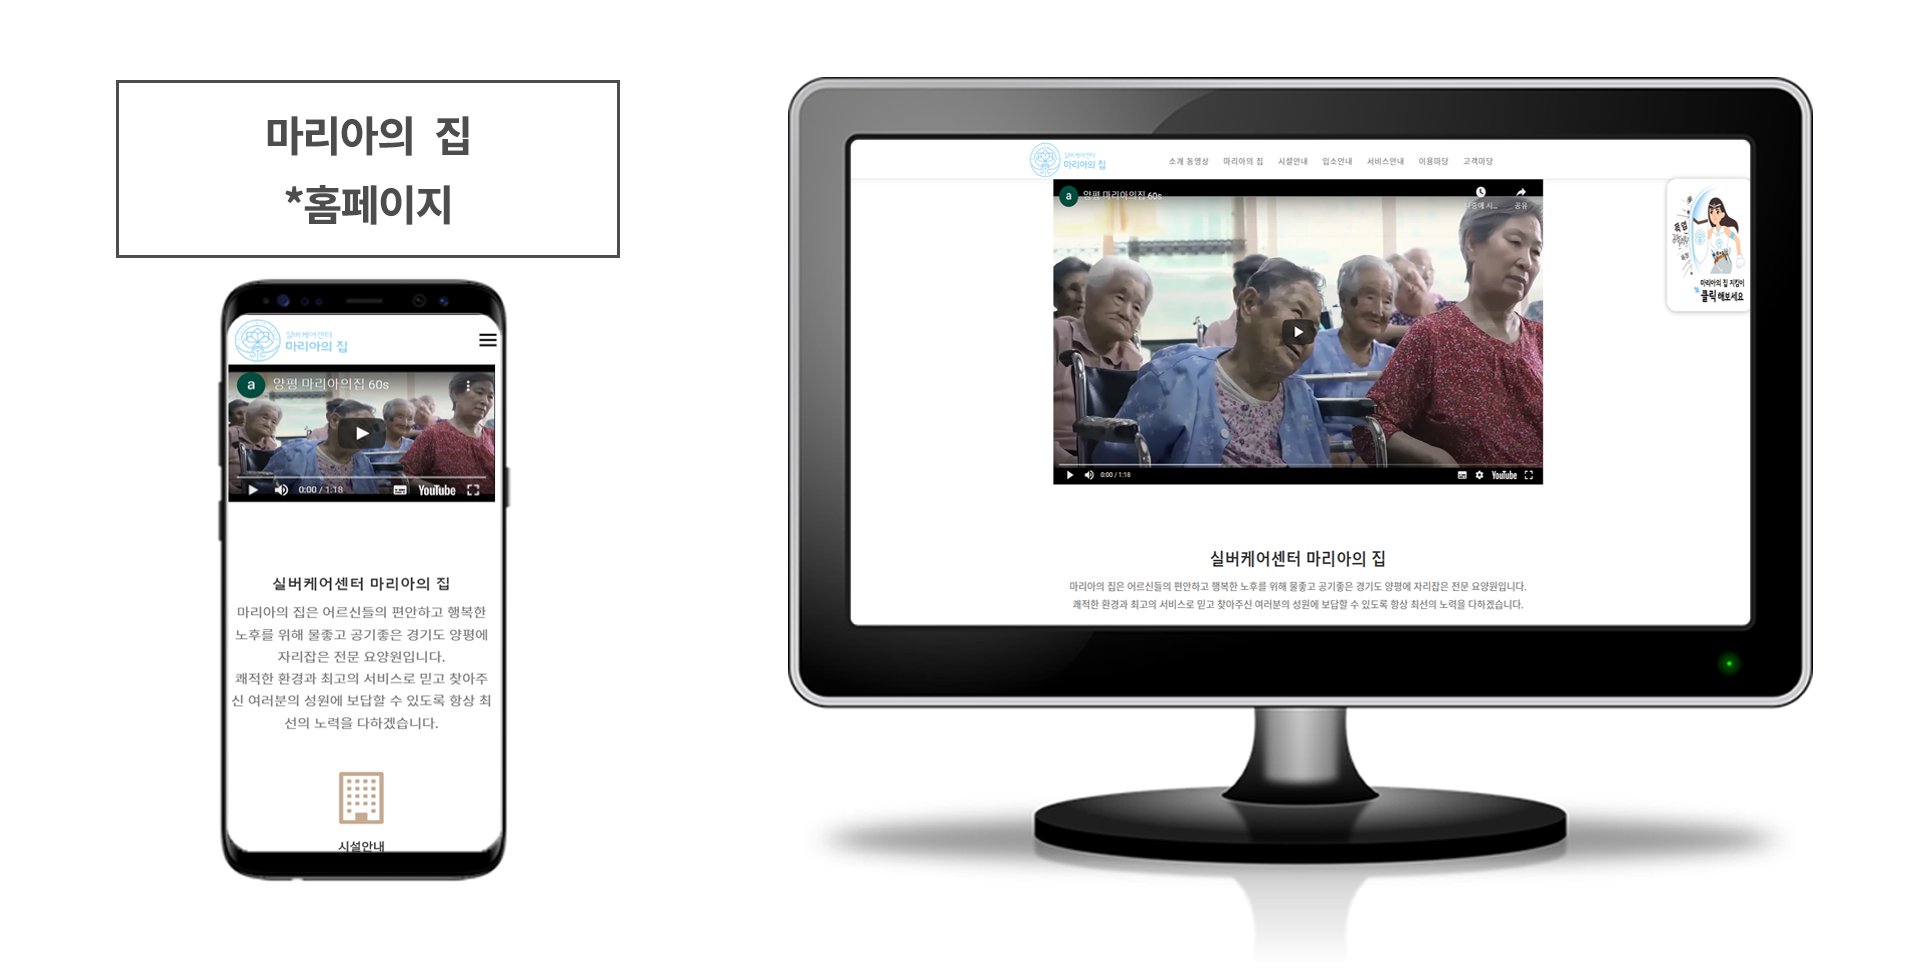 마리아의 집
*홈페이지
실버케어센터
마리아의 집
a 양평 마리아의집 60s
0:00 / 1:18
YouTube
실버케어센터 마리아의 집
마리아의 집은 어르신들의 편안하고 행복한
노후를 위해 물좋고 공기좋은 경기도 양평에
자리잡은 전문 요양원입니다.
쾌적한 환경과 최고의 서비스로 믿고 찾아주
신 여러분의 성원에 보답할 수 있도록 항상 최
선의 노력을 다하겠습니다.
시설안내
실버케어센터
마리아의 집
소개 동영상 마리아의 집 시설안내 입소안내 서비스안내 이용마당 고객마당
a 양평 마리아의집 60s
공유
0:00 / 1:18
YouTube
마리아의 집 지킴이
클릭해보세요
실버케어센터 마리아의 집
마리아의 집은 어르신들의 편안하고 행복한 노후를 위해 물좋고 공기좋은 경기도 양평에 자리잡은 전문 요양원입니다.
쾌적한 환경과 최고의 서비스로 믿고 찾아주신 여러분의 성원에 보답할 수 있도록 항상 최선의 노력을 다하겠습니다.